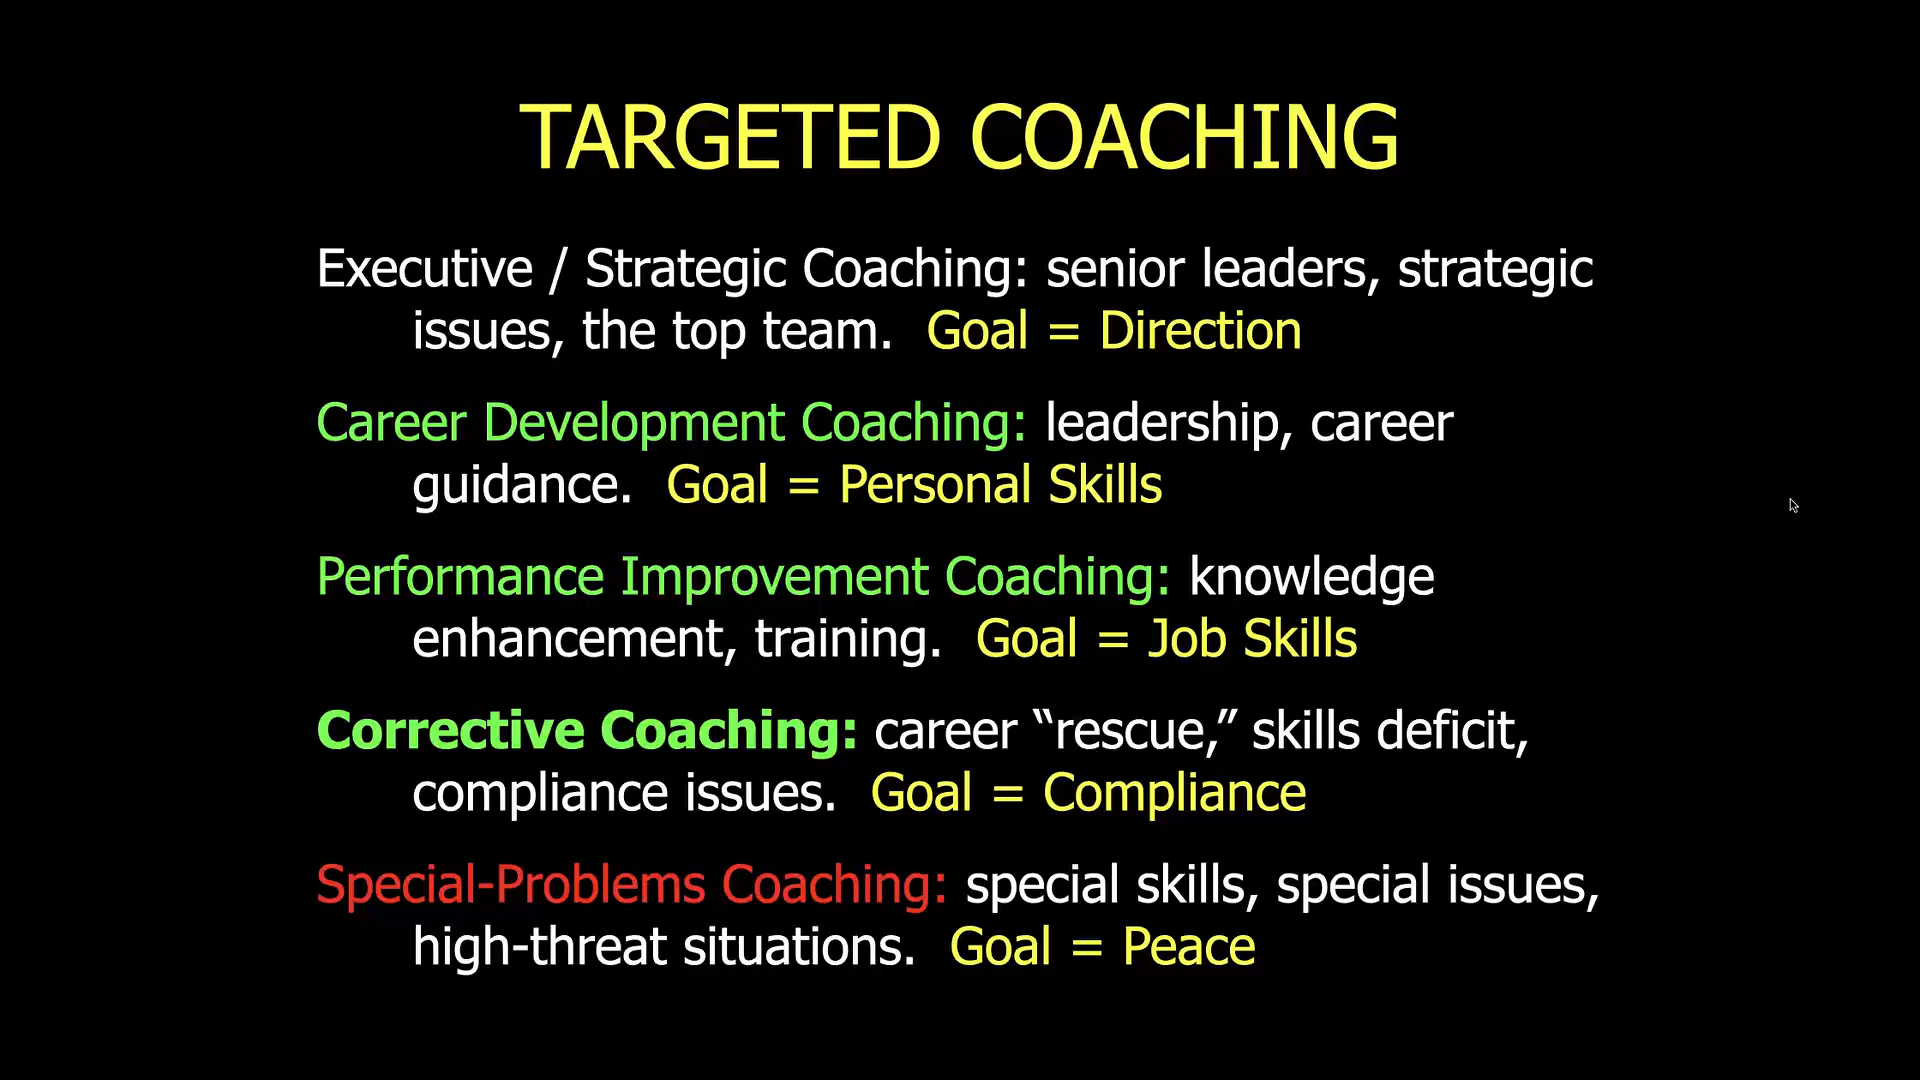 TARGETED COACHING
Executive / Strategic Coaching: senior leaders, strategic
issues, the top team.  Goal = Direction
Career Development Coaching: leadership, career
guidance.  Goal = Personal Skills
Performance Improvement Coaching: knowledge
enhancement, training.  Goal = Job Skills
Corrective Coaching: career “rescue,” skills deficit,
compliance issues.  Goal = Compliance
Special-Problems Coaching: special skills, special issues,
high-threat situations.  Goal = Peace